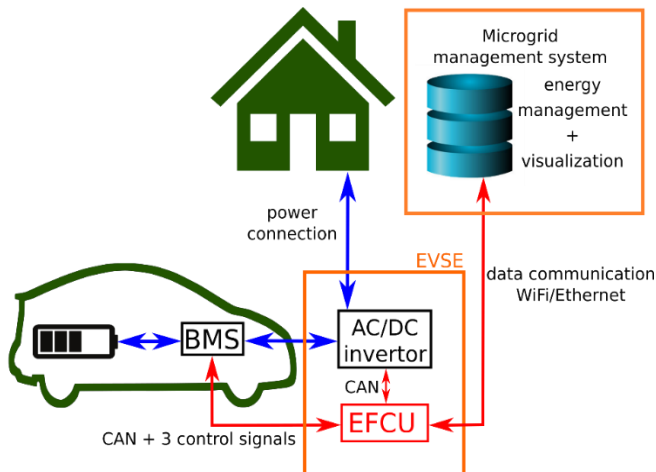 Microgrid
management system
energy
management
+
visualization
power
connection
EVSE
data communication
WiFi/Ethernet
AC/DC
invertor
BMS
CAN
EFCU
CAN + 3 control signals